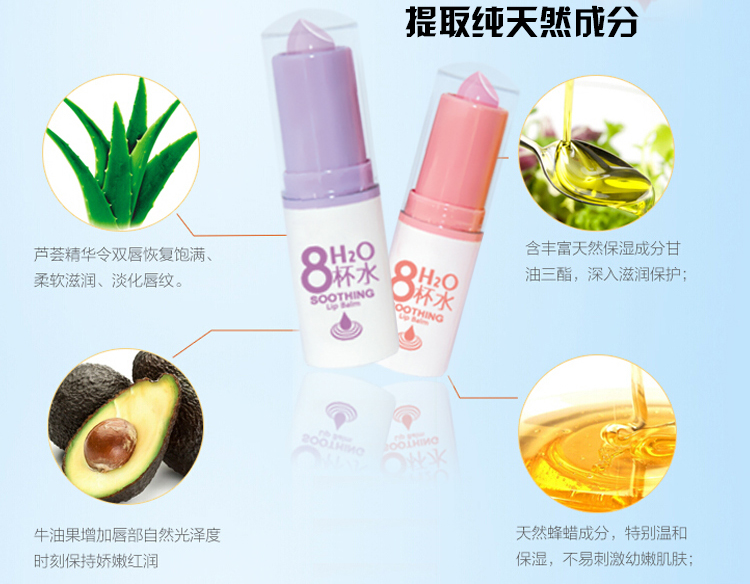 提取纯天然成分
芦荟精华令双唇恢复饱满、
柔软滋润、淡化唇纹。
含丰富天然保湿成分甘
油三酯，深入滋润保护；
8H₂O
杯水
SOOTHING
Lip Balm
8H₂O
杯水
SOOTHING
Lip Balm
牛油果增加唇部自然光泽度
时刻保持娇嫩红润
天然蜂蜡成分，特别温和
保湿，不易刺激幼嫩肌肤；